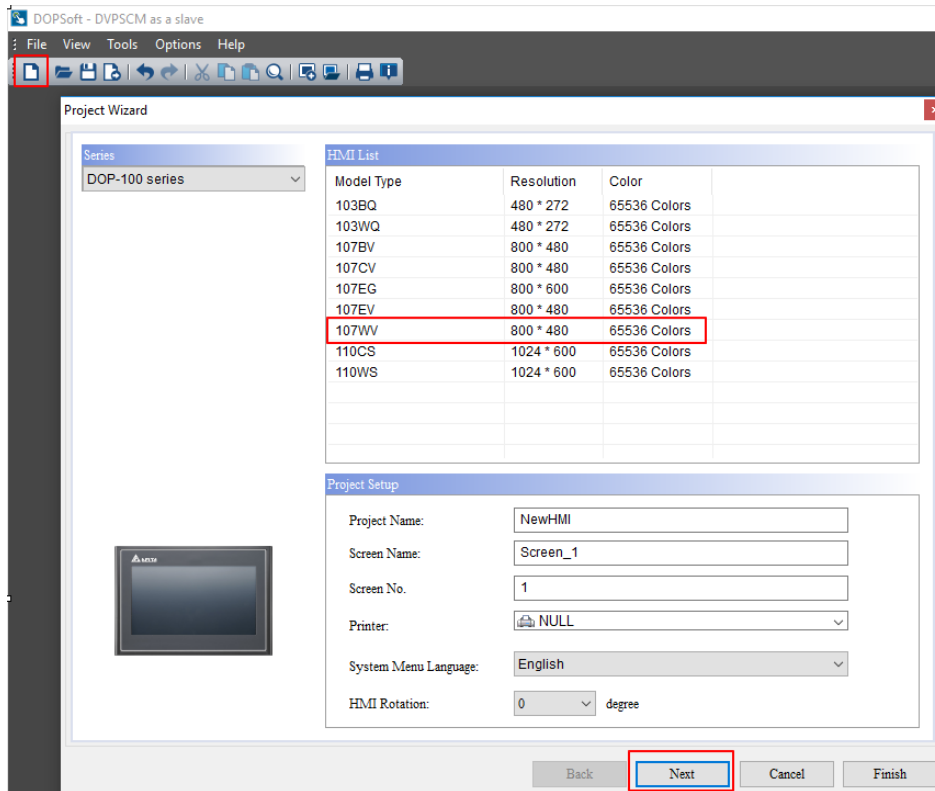 DOPSoft - DVPSCM as a slave
File View Tools Options Help
Project Wizard
Series
DOP-100 series
HMI List
Model Type Resolution Color
103BQ 480 * 272 65536 Colors
103WQ 480 * 272 65536 Colors
107BV 800 * 480 65536 Colors
107CV 800 * 480 65536 Colors
107EG 800 * 600 65536 Colors
107EV 800 * 480 65536 Colors
107WV 800 * 480 65536 Colors
110CS 1024 * 600 65536 Colors
110WS 1024 * 600 65536 Colors
Project Setup
Project Name: NewHMI
Screen Name: Screen_1
Screen No. 1
Printer: NULL
System Menu Language: English
HMI Rotation: 0 degree
DELTA
Back Next Cancel Finish